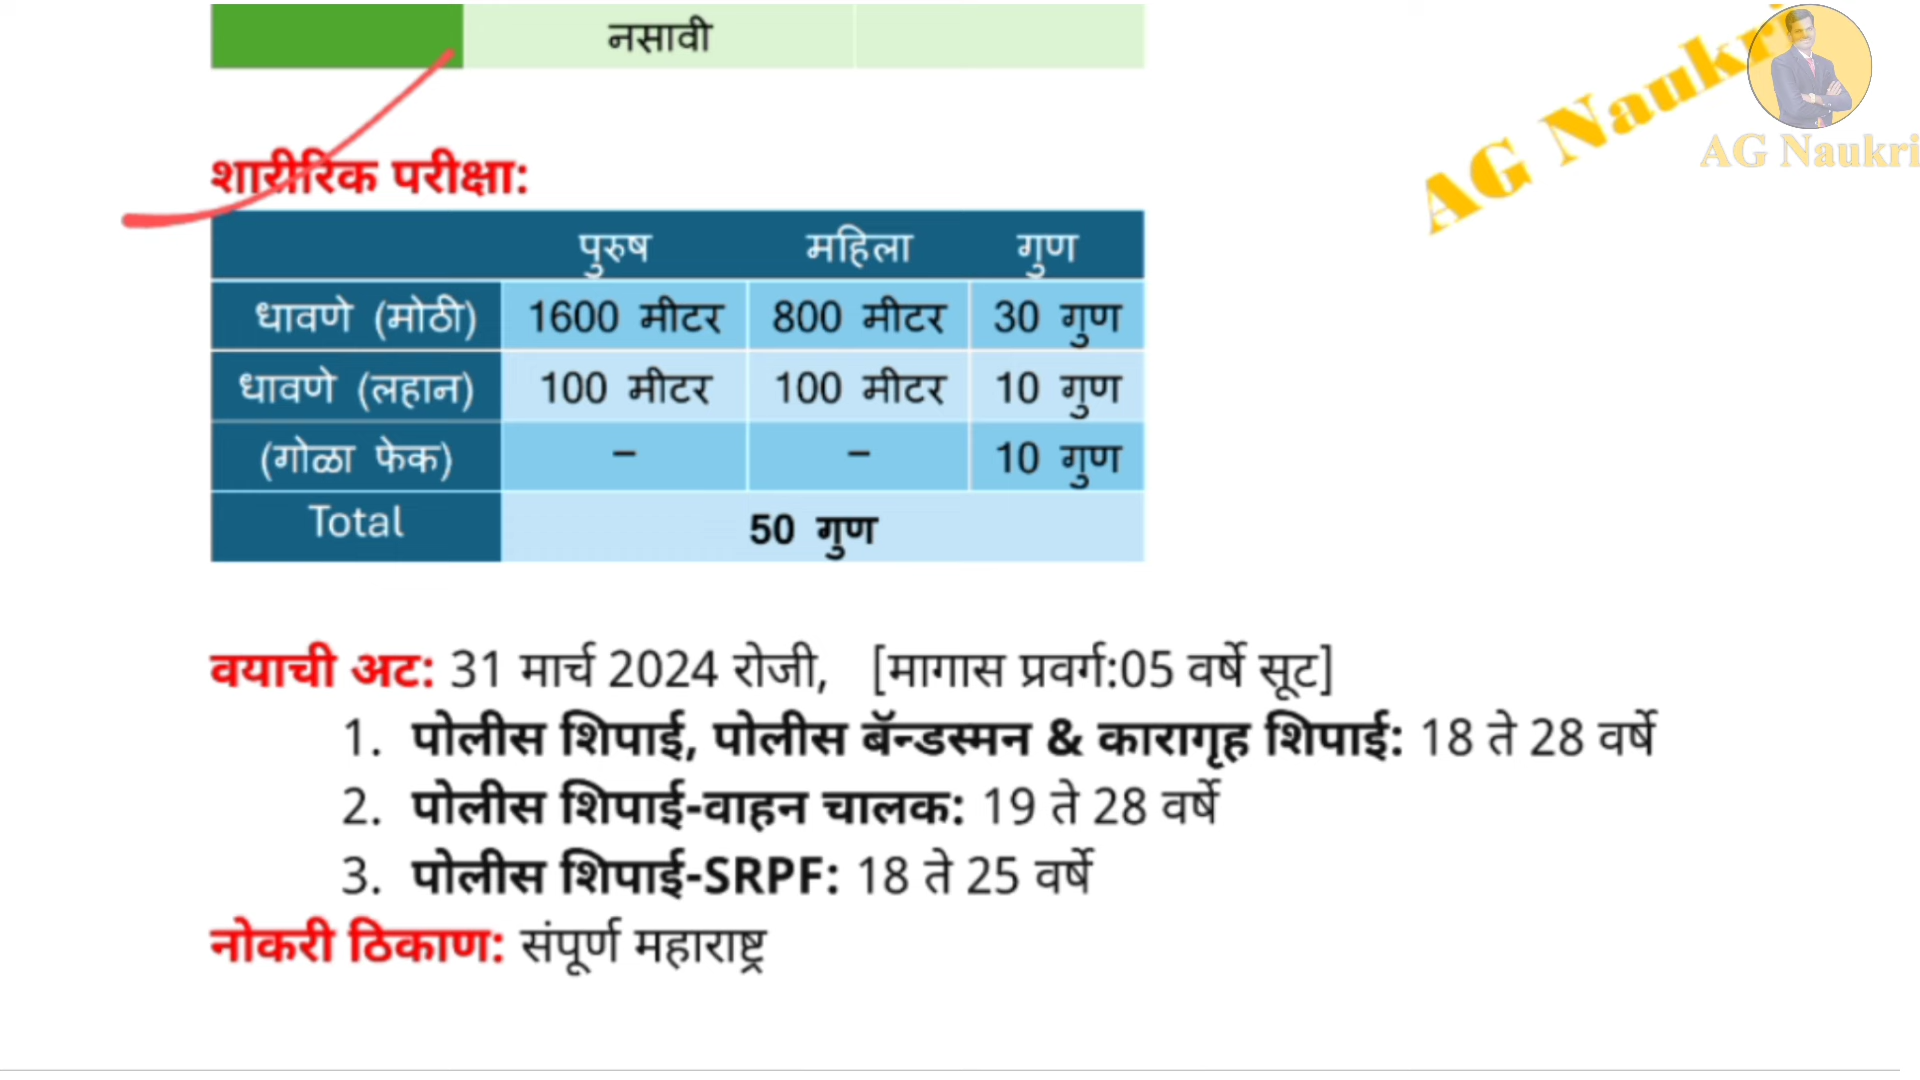 नसावी
AG Naukri
AG Naukri
शारीरिक परीक्षा:
पुरुष महिला गुण
धावणे (मोठी) 1600 मीटर 800 मीटर 30 गुण
धावणे (लहान) 100 मीटर 100 मीटर 10 गुण
(गोळा फेक) – – 10 गुण
Total 50 गुण
वयाची अट: 31 मार्च 2024 रोजी, [मागास प्रवर्ग:05 वर्षे सूट]
1. पोलीस शिपाई, पोलीस बॅन्डस्मन & कारागृह शिपाई: 18 ते 28 वर्षे
2. पोलीस शिपाई-वाहन चालक: 19 ते 28 वर्षे
3. पोलीस शिपाई-SRPF: 18 ते 25 वर्षे
नोकरी ठिकाण: संपूर्ण महाराष्ट्र